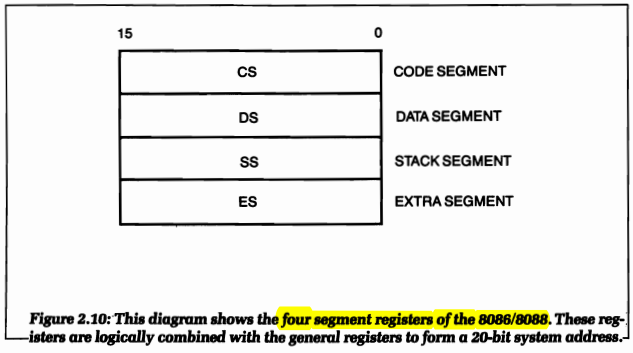 15 0
CS CODE SEGMENT
DS DATA SEGMENT
SS STACK SEGMENT
ES EXTRA SEGMENT
Figure 2.10: This diagram shows the four segment registers of the 8086/8088. These reg-
isters are logically combined with the general registers to form a 20-bit system address.